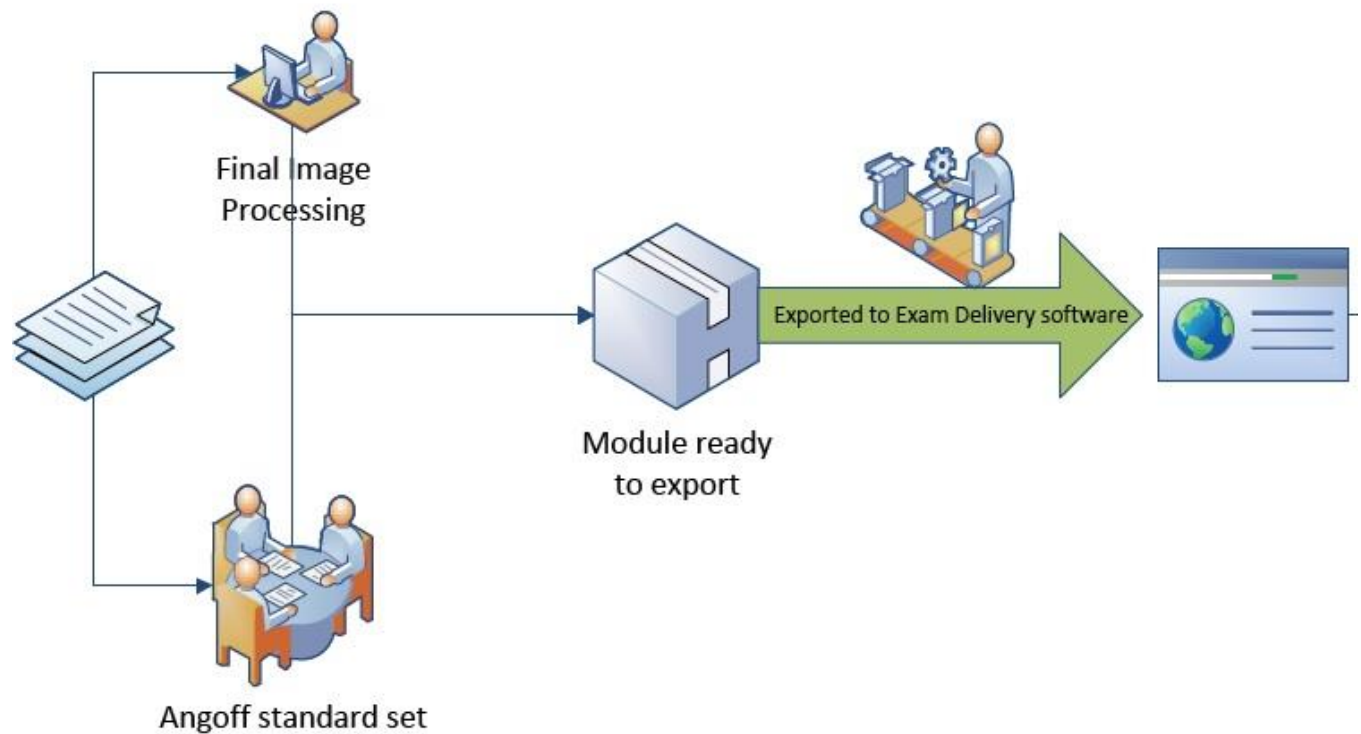 Final Image
Processing
Exported to Exam Delivery software
Module ready
to export
Angoff standard set